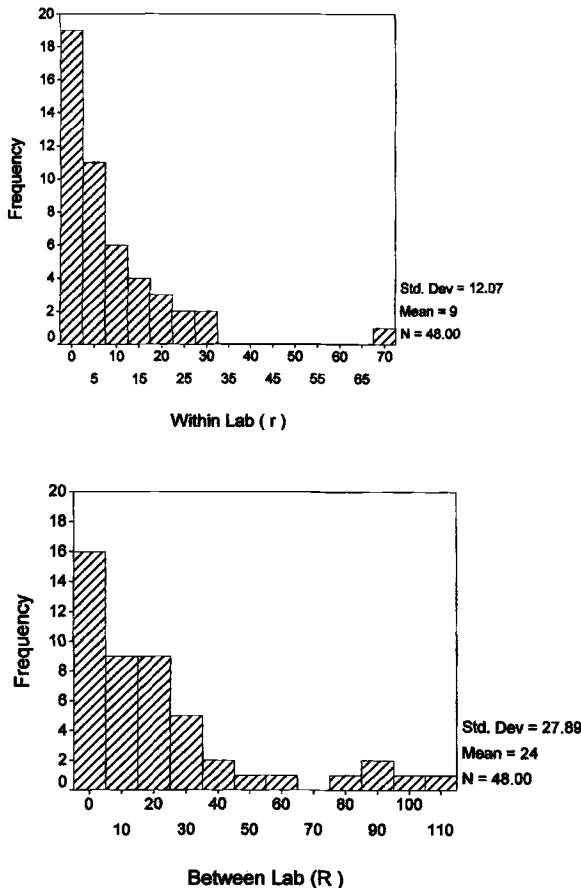 20
18
16
14
12
10
8
6
4
2
0
Frequency
0 10 20 30 40 50 60 70
5 15 25 35 45 55 65
Within Lab ( r )
Std. Dev = 12.07
Mean = 9
N = 48.00
20
18
16
14
12
10
8
6
4
2
0
Frequency
0 20 40 60 80 100
10 30 50 70 90 110
Between Lab (R )
Std. Dev = 27.89
Mean = 24
N = 48.00